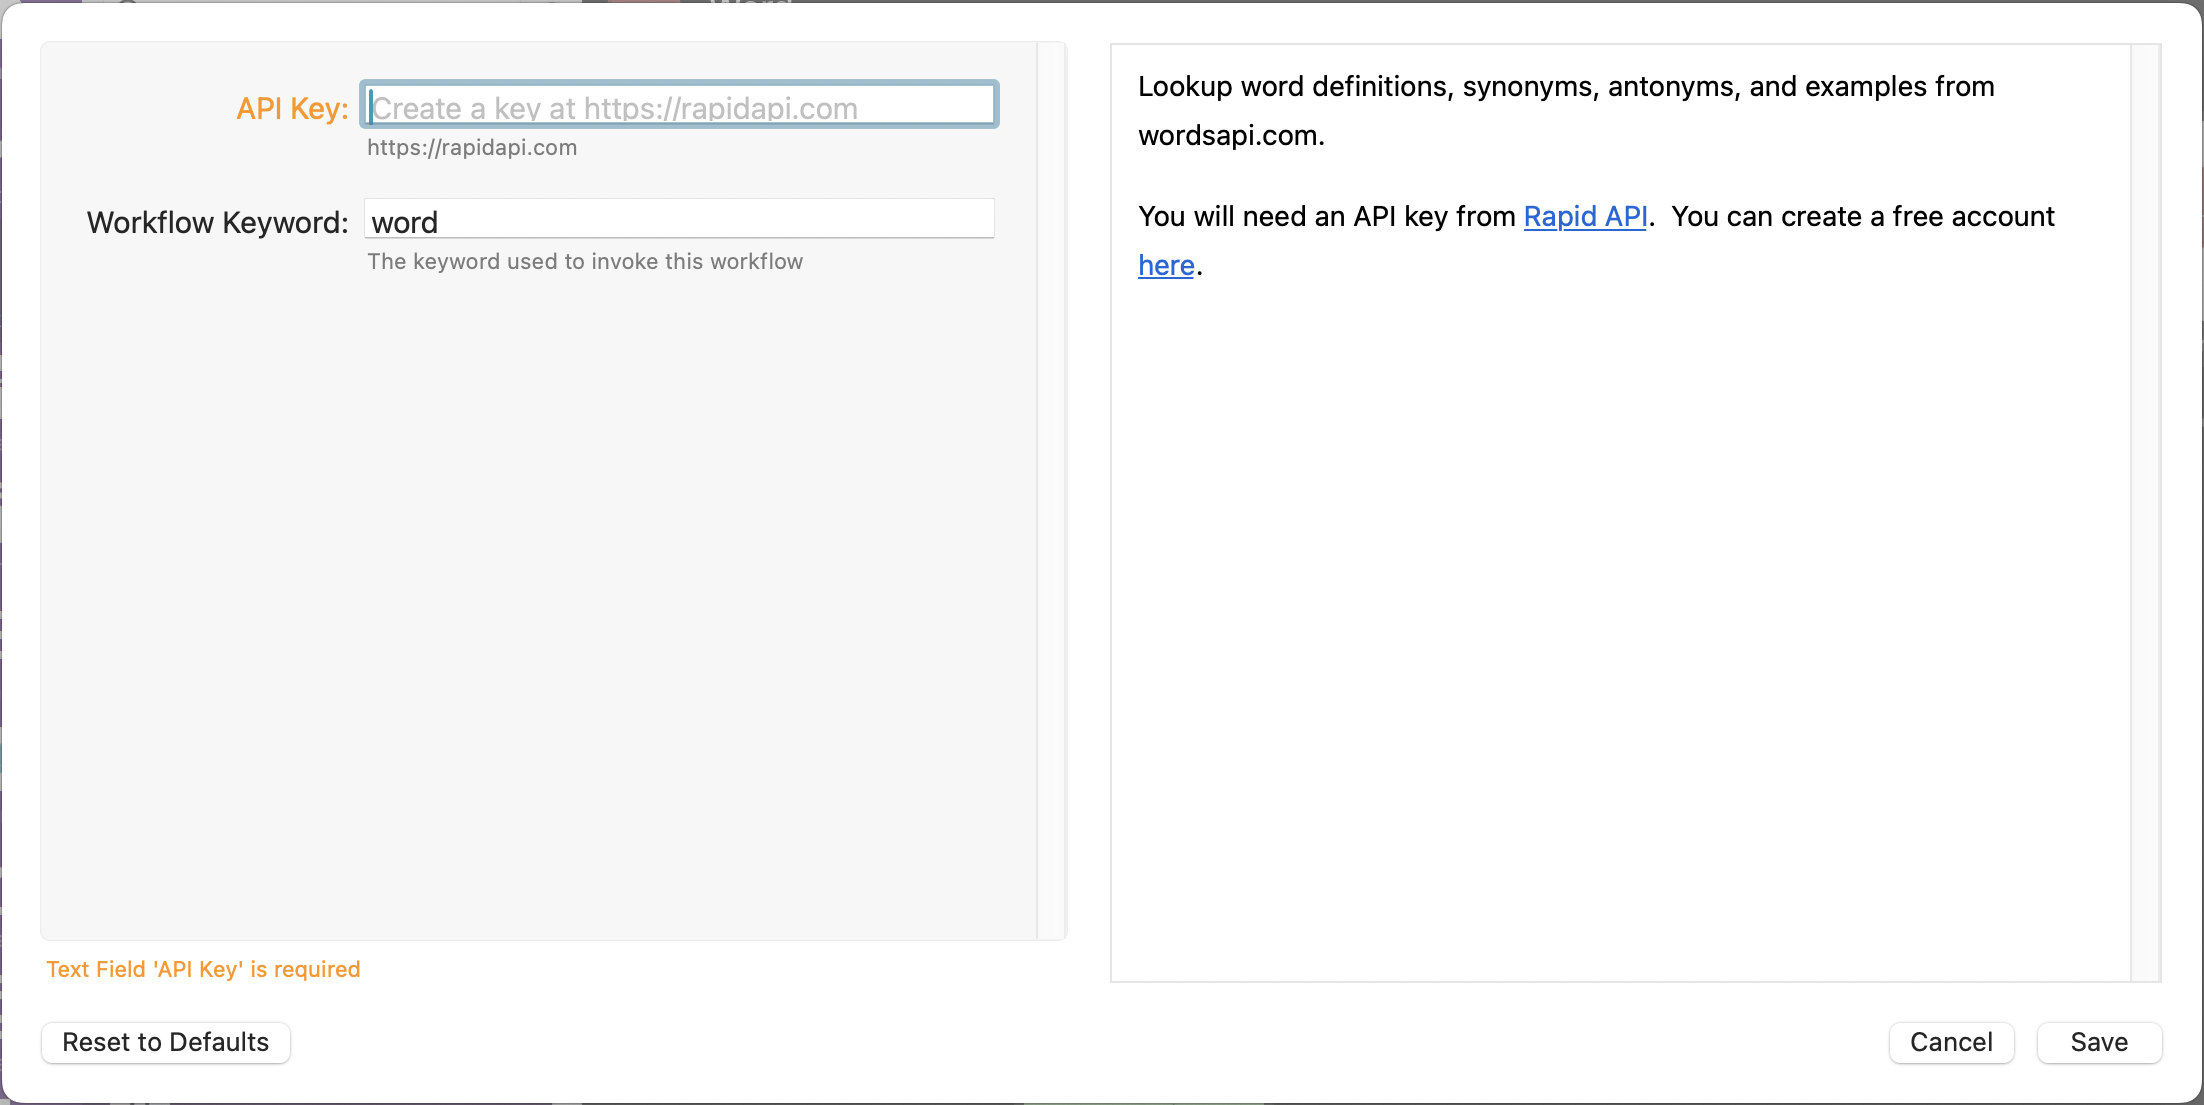 API Key: Create a key at https://rapidapi.com
https://rapidapi.com
Workflow Keyword: word
The keyword used to invoke this workflow
Text Field 'API Key' is required
Reset to Defaults
Lookup word definitions, synonyms, antonyms, and examples from
wordsapi.com.
You will need an API key from Rapid API. You can create a free account
here.
Cancel
Save